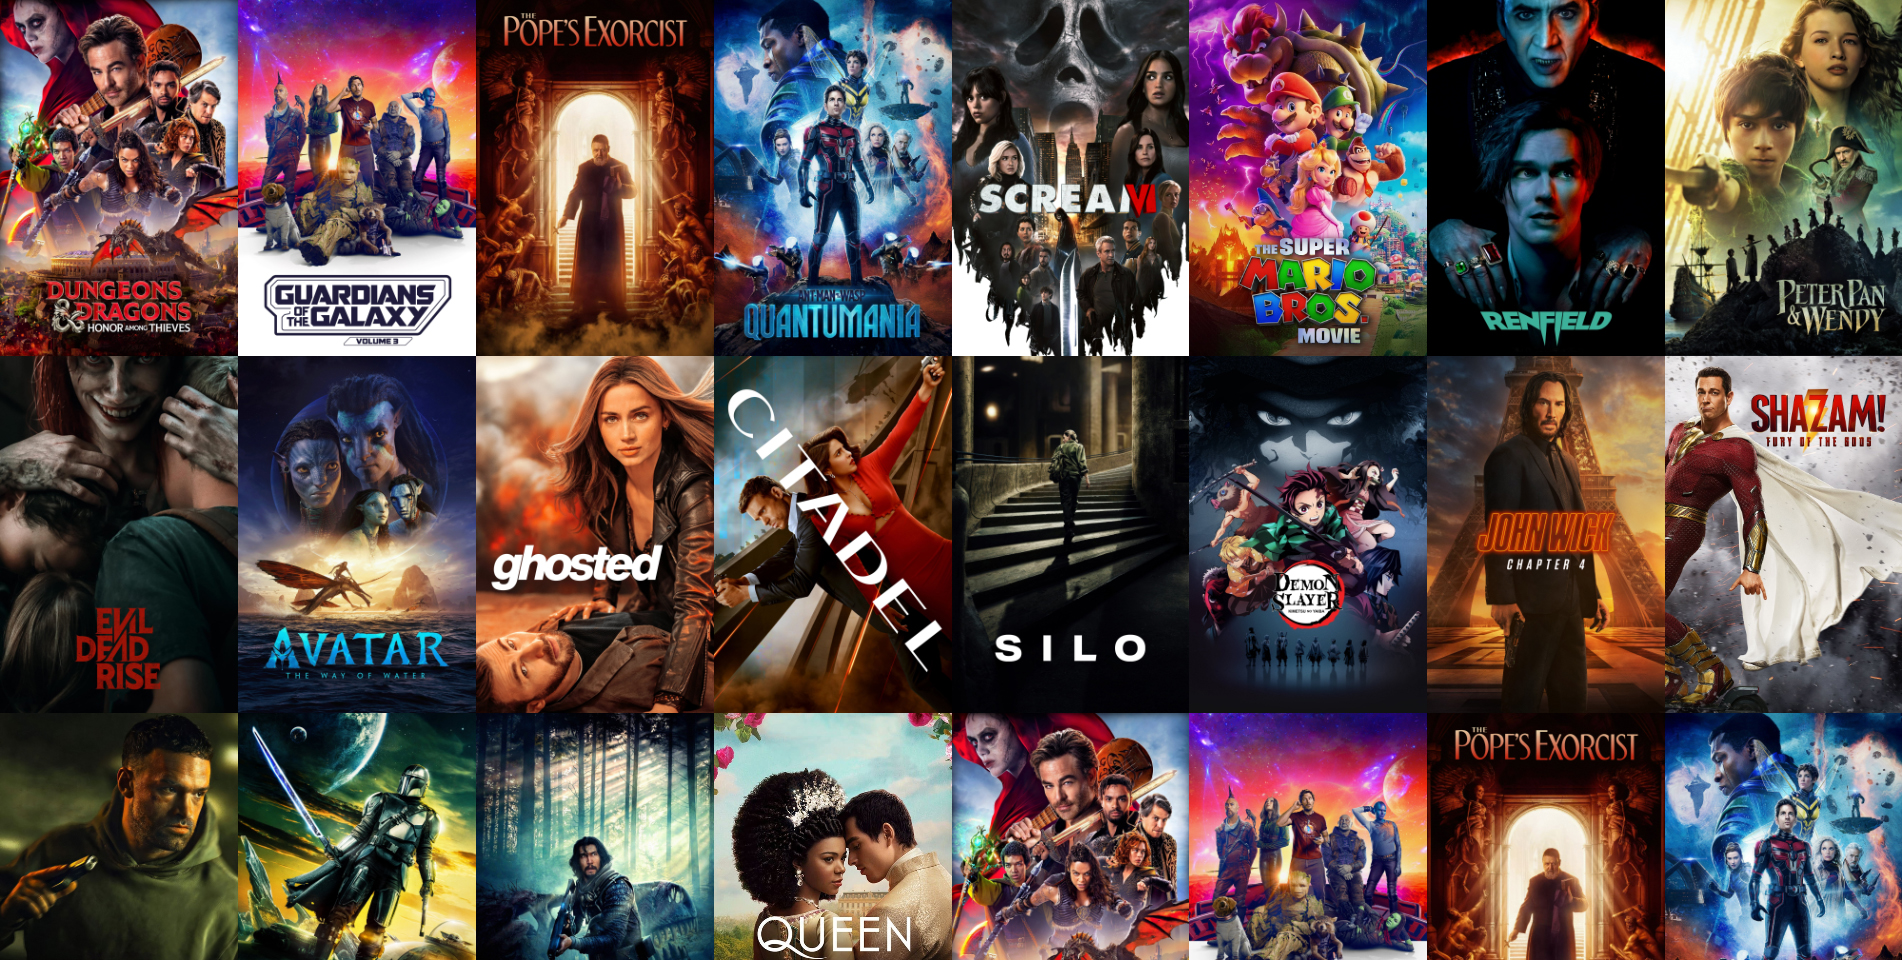 DUNGEONS
& DRAGONS
HONOR AMONG THIEVES
GUARDIANS
OF THE GALAXY
VOLUME 3
THE
POPE'S EXORCIST
ANT-MAN AND THE WASP
QUANTUMANIA
SCREAM VI
THE SUPER
MARIO
BROS.
MOVIE
RENFIELD
PETER PAN
& WENDY
EVIL
DEAD
RISE
AVATAR
THE WAY OF WATER
ghosted
CITADEL
SILO
DEMON
SLAYER
KIMETSU NO YAIBA
JOHN WICK
CHAPTER 4
SHAZAM!
FURY OF THE GODS
QUEEN
THE
POPE'S EXORCIST